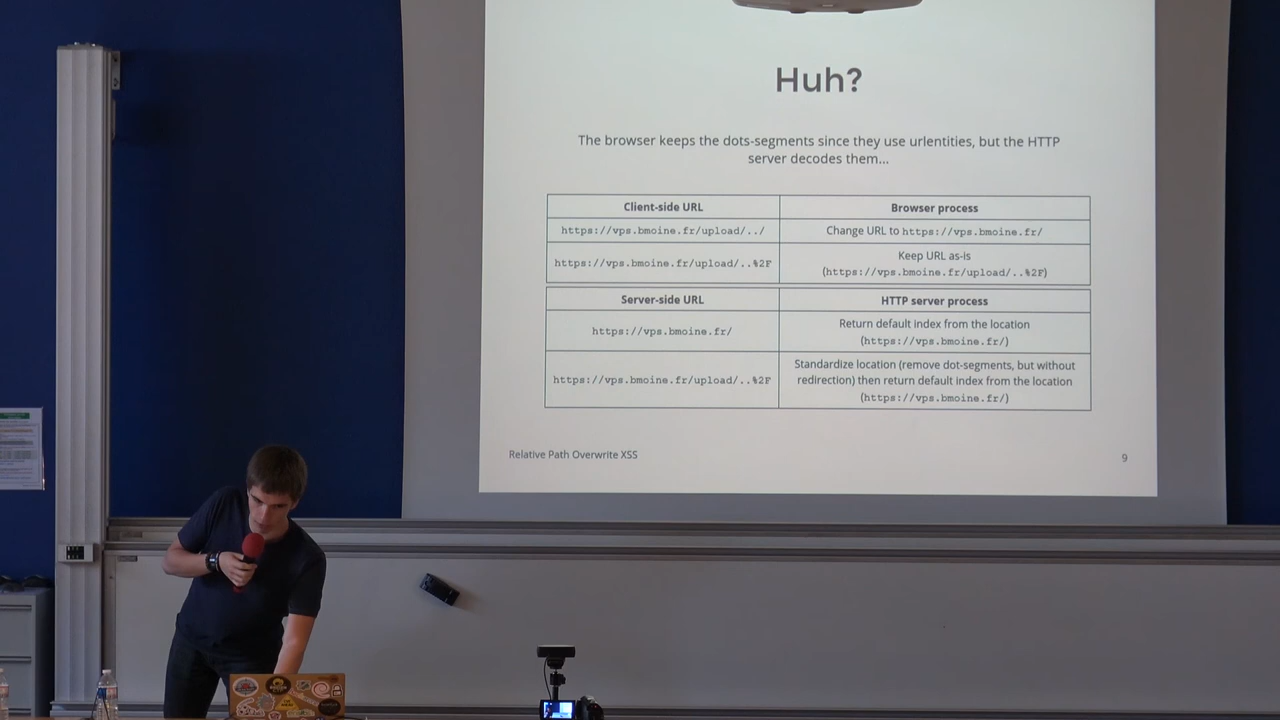 Huh?
The browser keeps the dots-segments since they use urlentities, but the HTTP
server decodes them...
Client-side URL
Browser process
https://vps.bmoine.fr/upload/../
Change URL to https://vps.bmoine.fr/
https://vps.bmoine.fr/upload/..%2F
Keep URL as-is
(https://vps.bmoine.fr/upload/..%2F)
Server-side URL
HTTP server process
https://vps.bmoine.fr/
Return default index from the location
(https://vps.bmoine.fr/)
https://vps.bmoine.fr/upload/..%2F
Standardize location (remove dot-segments, but without
redirection) then return default index from the location
(https://vps.bmoine.fr/)
Relative Path Overwrite XSS
9